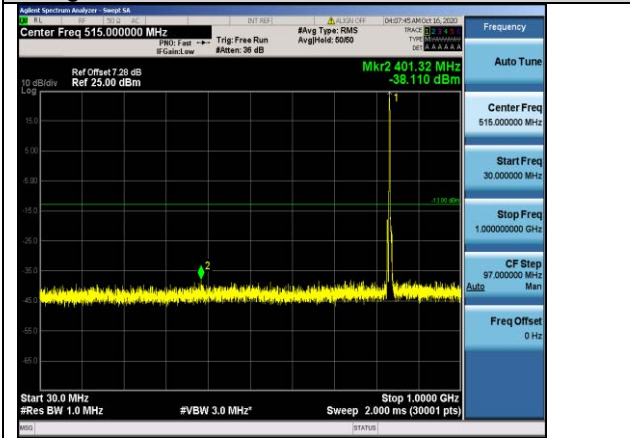 Agilent Spectrum Analyzer - Swept SA
RL RF 50 Ω AC INT REF ALIGN OFF 04:07:45 AM Oct 16, 2020
Center Freq 515.000000 MHz #Avg Type: RMS TRACE 1 2 3 4 5 6
PNO: Fast Trig: Free Run Avg|Hold: 50/50 TYPE
IFGain:Low #Atten: 36 dB DET A A A A A A
Mkr2 401.32 MHz
Ref Offset 7.28 dB
10 dB/div Ref 25.00 dBm -38.110 dBm
Log
1
15.0
5.00
-5.00
-13.00 dBm
-15.0
-25.0
-35.0
2
-45.0
-55.0
-65.0
Start 30.0 MHz Stop 1.0000 GHz
#Res BW 1.0 MHz #VBW 3.0 MHz* Sweep 2.000 ms (30001 pts)
MSG STATUS
Frequency
Auto Tune
Center Freq
515.000000 MHz
Start Freq
30.000000 MHz
Stop Freq
1.000000000 GHz
CF Step
97.000000 MHz
Auto Man
Freq Offset
0 Hz